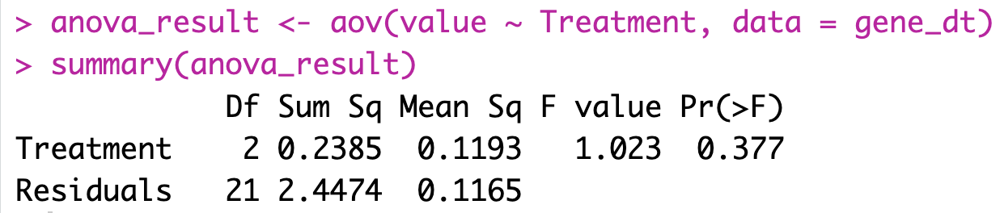 > anova_result <- aov(value ~ Treatment, data = gene_dt)
> summary(anova_result)
            Df Sum Sq Mean Sq F value Pr(>F)
Treatment    2 0.2385  0.1193   1.023  0.377
Residuals   21 2.4474  0.1165